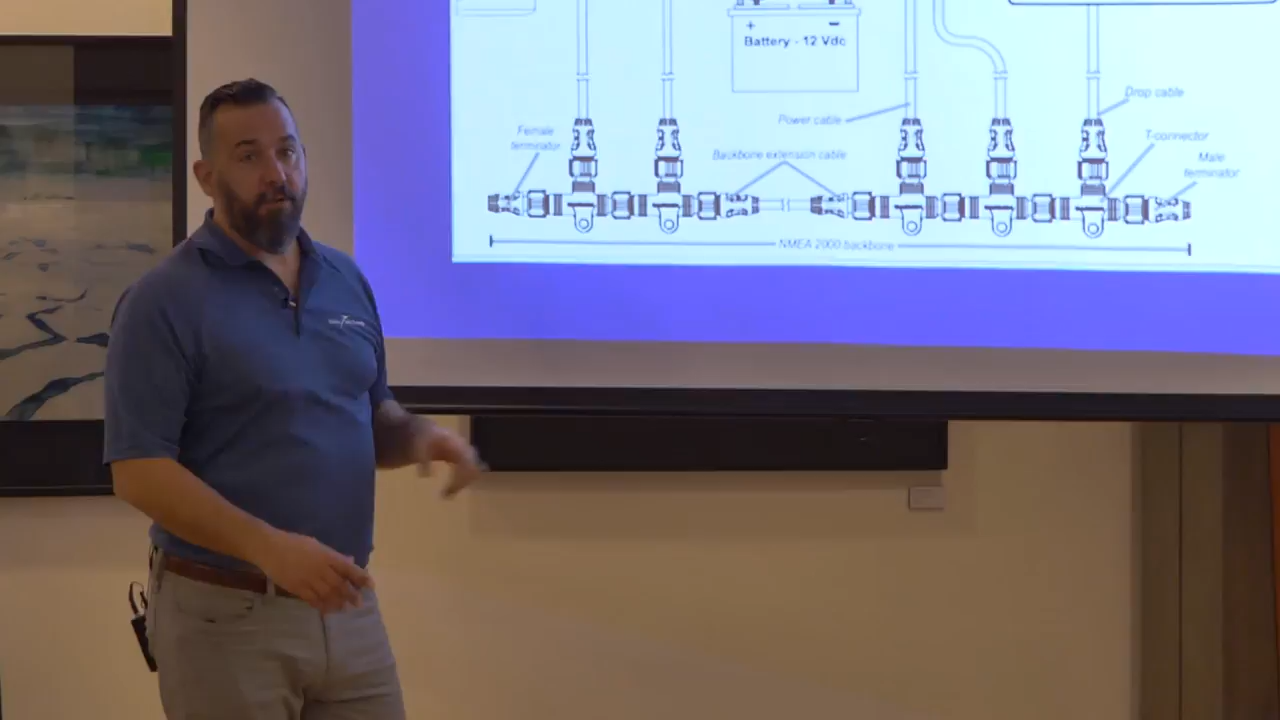 + -
Battery - 12 Vdc
Drop cable
Power cable
Female
terminator
T-connector
Backbone extension cable
Male
terminator
NMEA 2000 backbone